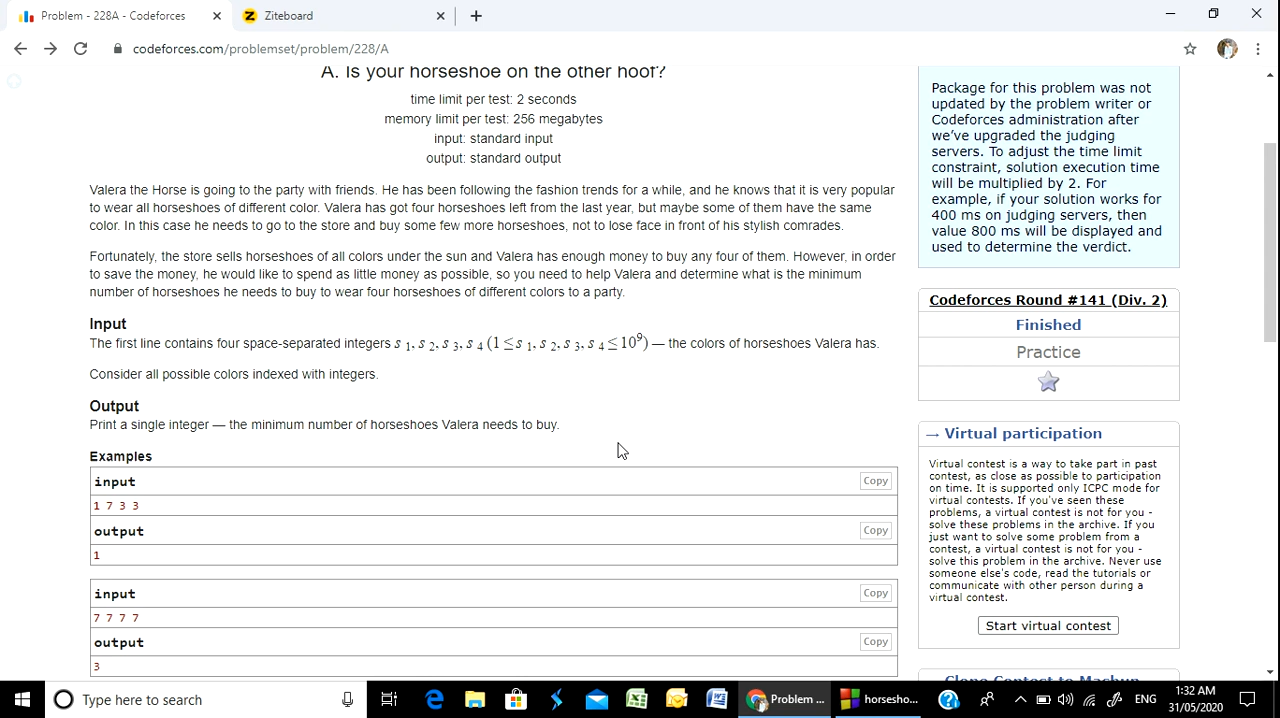 Problem - 228A - Codeforces
Ziteboard
codeforces.com/problemset/problem/228/A
A. Is your horseshoe on the other hoof?
time limit per test: 2 seconds
memory limit per test: 256 megabytes
input: standard input
output: standard output
Valera the Horse is going to the party with friends. He has been following the fashion trends for a while, and he knows that it is very popular
to wear all horseshoes of different color. Valera has got four horseshoes left from the last year, but maybe some of them have the same
color. In this case he needs to go to the store and buy some few more horseshoes, not to lose face in front of his stylish comrades.
Fortunately, the store sells horseshoes of all colors under the sun and Valera has enough money to buy any four of them. However, in order
to save the money, he would like to spend as little money as possible, so you need to help Valera and determine what is the minimum
number of horseshoes he needs to buy to wear four horseshoes of different colors to a party.
Input
The first line contains four space-separated integers s 1, s 2, s 3, s 4 (1 ≤ s 1, s 2, s 3, s 4 ≤ 10⁹) — the colors of horseshoes Valera has.
Consider all possible colors indexed with integers.
Output
Print a single integer — the minimum number of horseshoes Valera needs to buy.
Examples
input
Copy
1 7 3 3
output
Copy
1
input
Copy
7 7 7 7
output
Copy
3
Package for this problem was not
updated by the problem writer or
Codeforces administration after
we've upgraded the judging
servers. To adjust the time limit
constraint, solution execution time
will be multiplied by 2. For
example, if your solution works for
400 ms on judging servers, then
value 800 ms will be displayed and
used to determine the verdict.
Codeforces Round #141 (Div. 2)
Finished
Practice
→ Virtual participation
Virtual contest is a way to take part in past
contest, as close as possible to participation
on time. It is supported only ICPC mode for
virtual contests. If you've seen these
problems, a virtual contest is not for you -
solve these problems in the archive. If you
just want to solve some problem from a
contest, a virtual contest is not for you -
solve this problem in the archive. Never use
someone else's code, read the tutorials or
communicate with other person during a
virtual contest.
Start virtual contest
Clone Contest to Mashup
Type here to search
Problem ...
horsesho...
ENG
1:32 AM
31/05/2020